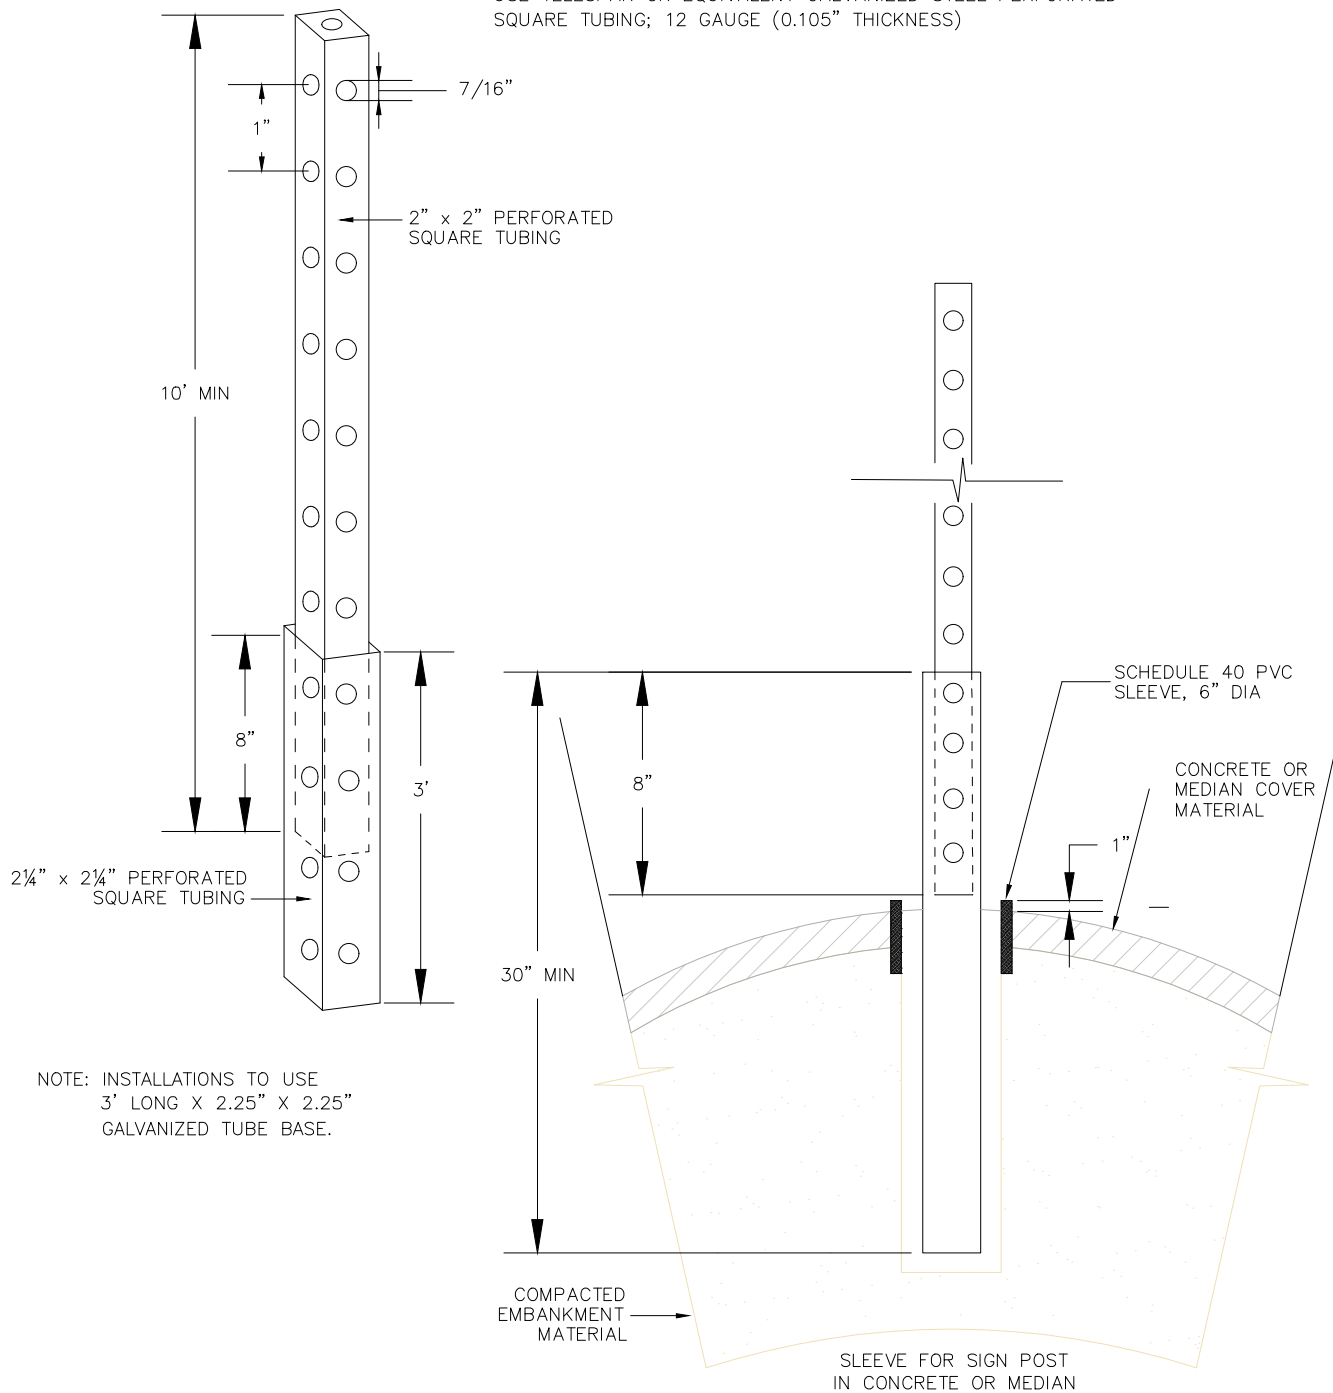 SQUARE TUBING; 12 GAUGE (0.105" THICKNESS)
7/16"
1"
2" x 2" PERFORATED
SQUARE TUBING
10' MIN
8"
3'
2¼" x 2¼" PERFORATED
SQUARE TUBING
NOTE: INSTALLATIONS TO USE
3' LONG X 2.25" X 2.25"
GALVANIZED TUBE BASE.
SCHEDULE 40 PVC
SLEEVE, 6" DIA
8"
CONCRETE OR
MEDIAN COVER
MATERIAL
1"
30" MIN
COMPACTED
EMBANKMENT
MATERIAL
SLEEVE FOR SIGN POST
IN CONCRETE OR MEDIAN